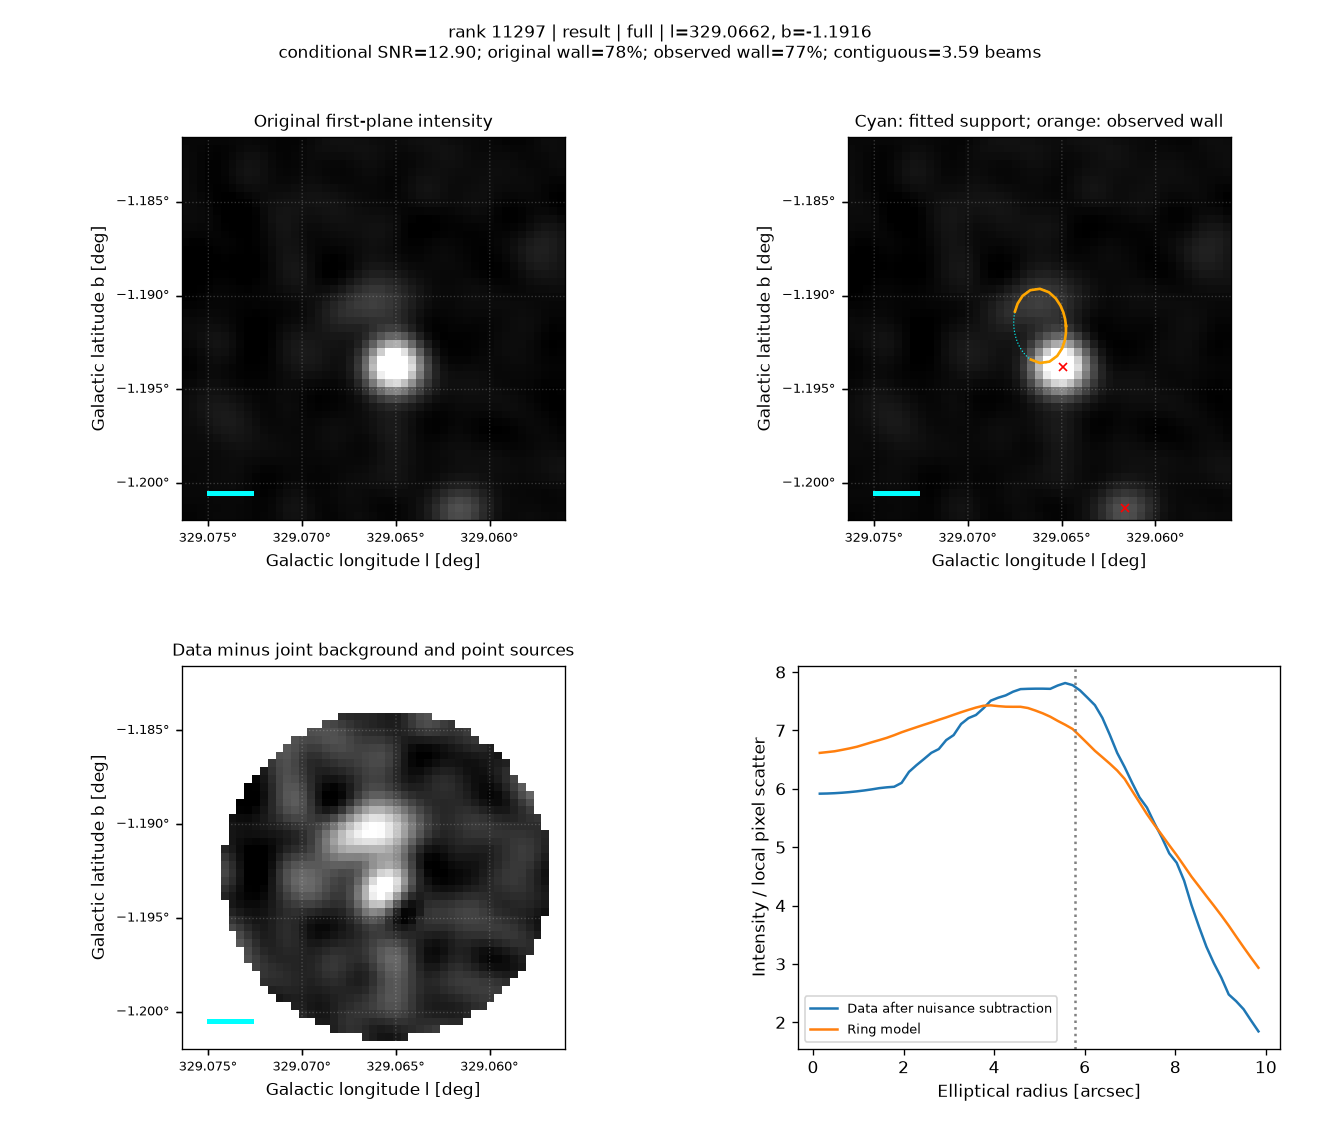 rank 11297 | result | full | l=329.0662, b=-1.1916
conditional SNR=12.90; original wall=78%; observed wall=77%; contiguous=3.59 beams
Original first-plane intensity
Galactic latitude b [deg]
−1.185°
−1.190°
−1.195°
−1.200°
329.075°
329.070°
329.065°
329.060°
Galactic longitude l [deg]
Cyan: fitted support; orange: observed wall
Galactic latitude b [deg]
−1.185°
−1.190°
−1.195°
−1.200°
329.075°
329.070°
329.065°
329.060°
Galactic longitude l [deg]
Data minus joint background and point sources
Galactic latitude b [deg]
−1.185°
−1.190°
−1.195°
−1.200°
329.075°
329.070°
329.065°
329.060°
Galactic longitude l [deg]
Intensity / local pixel scatter
8
7
6
5
4
3
2
Data after nuisance subtraction
Ring model
0
2
4
6
8
10
Elliptical radius [arcsec]